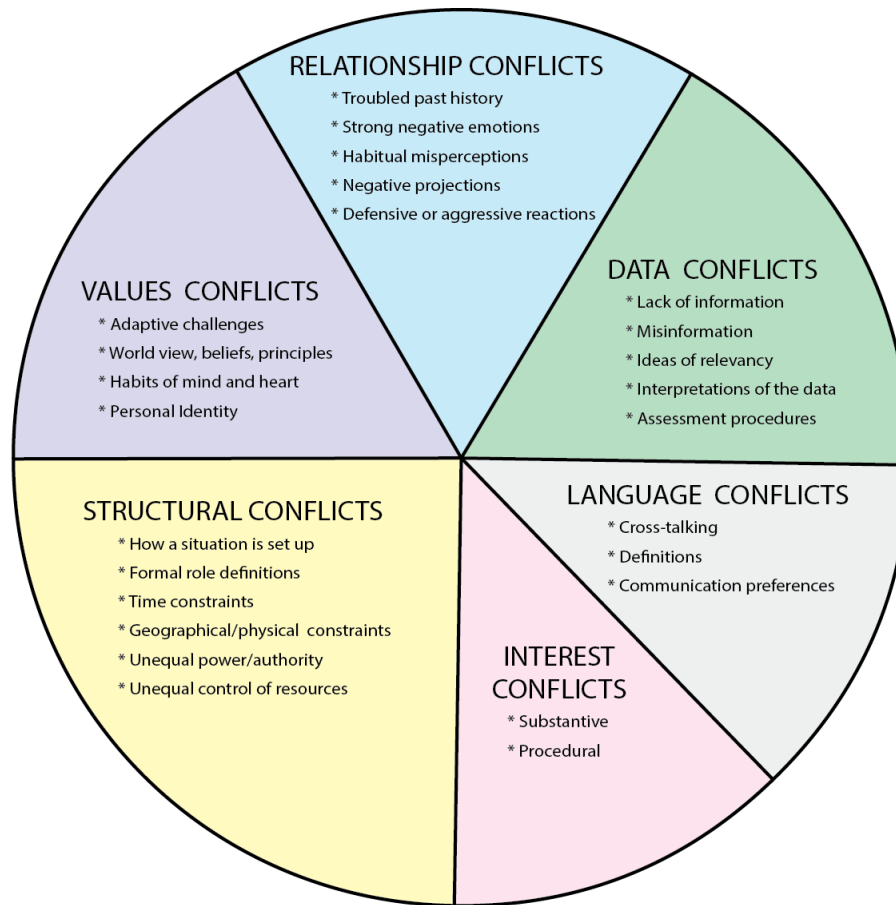 RELATIONSHIP CONFLICTS
* Troubled past history
* Strong negative emotions
* Habitual misperceptions
* Negative projections
* Defensive or aggressive reactions
DATA CONFLICTS
* Lack of information
* Misinformation
* Ideas of relevancy
* Interpretations of the data
* Assessment procedures
LANGUAGE CONFLICTS
* Cross-talking
* Definitions
* Communication preferences
INTEREST
CONFLICTS
* Substantive
* Procedural
STRUCTURAL CONFLICTS
* How a situation is set up
* Formal role definitions
* Time constraints
* Geographical/physical constraints
* Unequal power/authority
* Unequal control of resources
VALUES CONFLICTS
* Adaptive challenges
* World view, beliefs, principles
* Habits of mind and heart
* Personal Identity